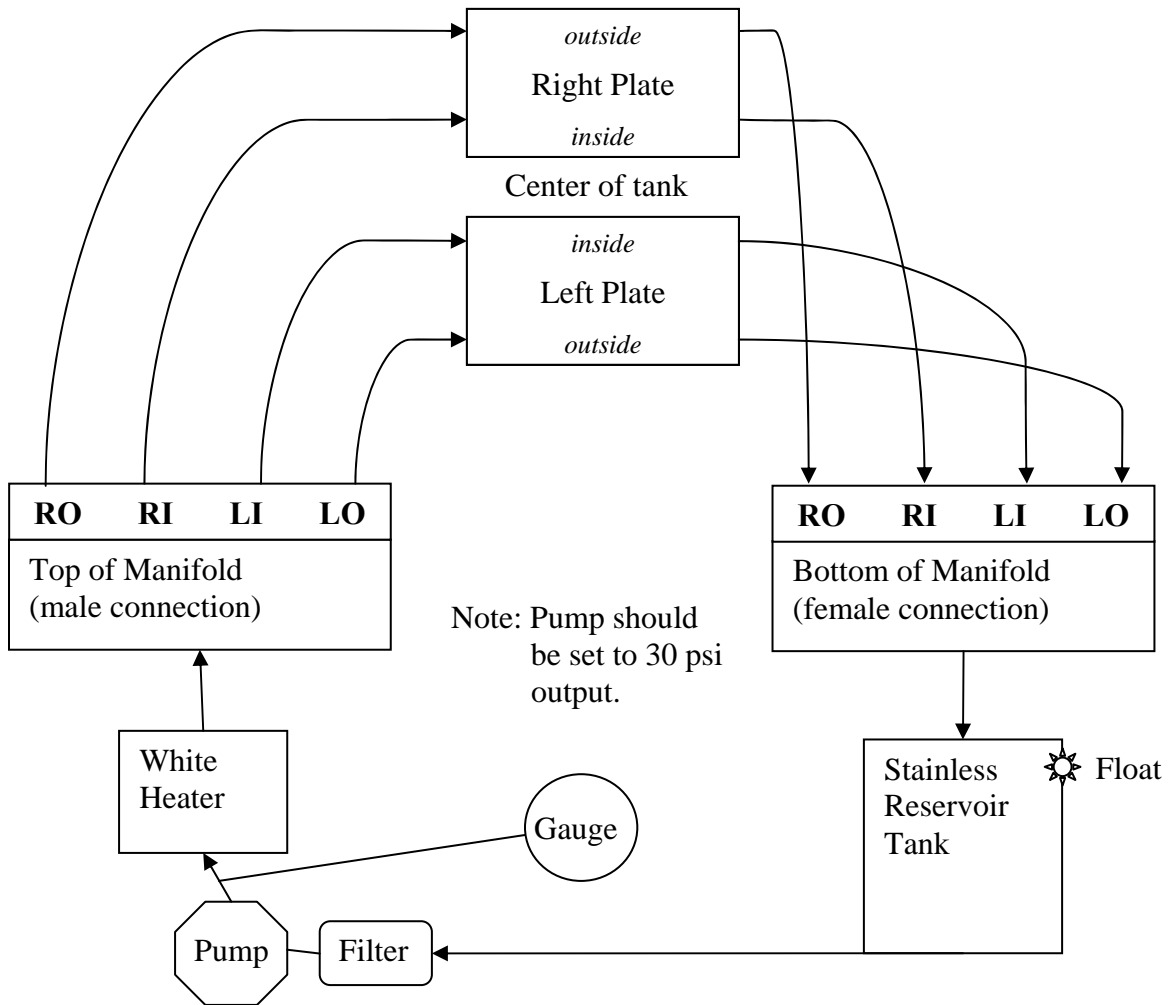 outside
Right Plate
inside
Center of tank
inside
Left Plate
outside
RO RI LI LO
Top of Manifold
(male connection)
RO RI LI LO
Bottom of Manifold
(female connection)
Note: Pump should
be set to 30 psi
output.
White
Heater
Gauge
Stainless
Reservoir
Tank
Float
Pump
Filter